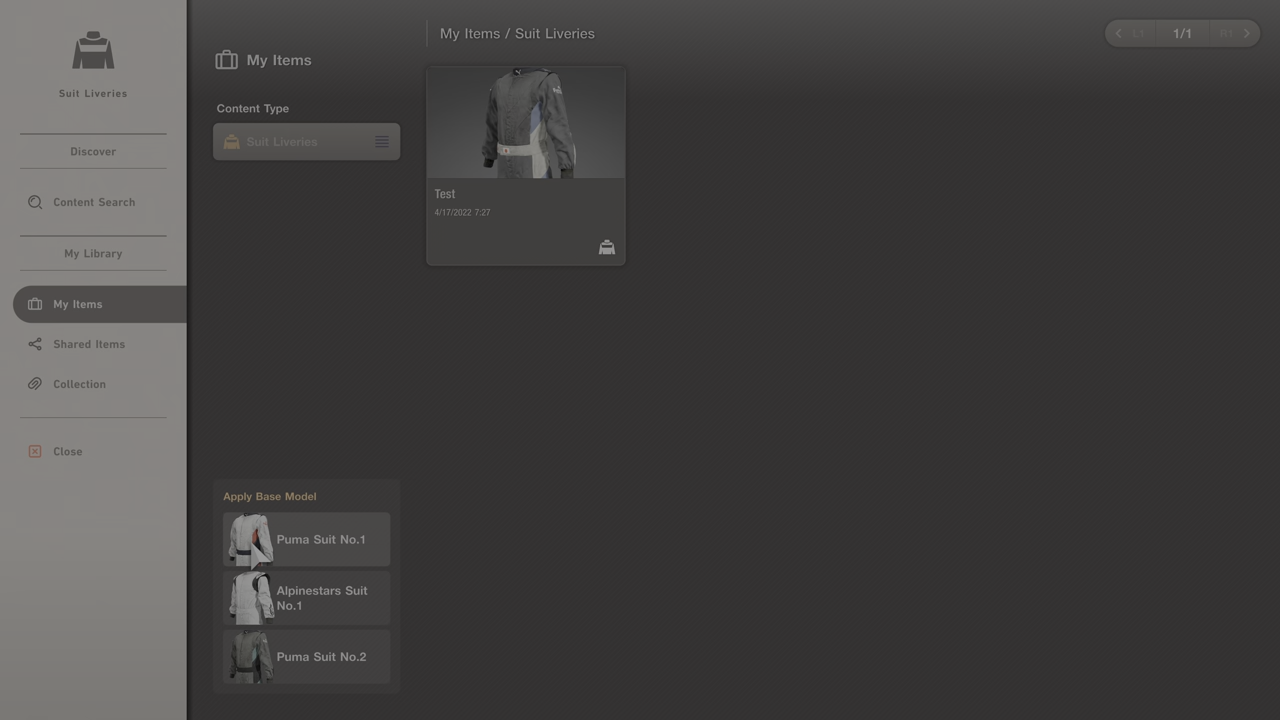 Suit Liveries
Discover
Content Search
My Library
My Items
Shared Items
Collection
Close
My Items
Content Type
Suit Liveries
Apply Base Model
Puma Suit No.1
Alpinestars Suit
No.1
Puma Suit No.2
My Items / Suit Liveries
L1 1/1 R1
Test
4/17/2022 7:27